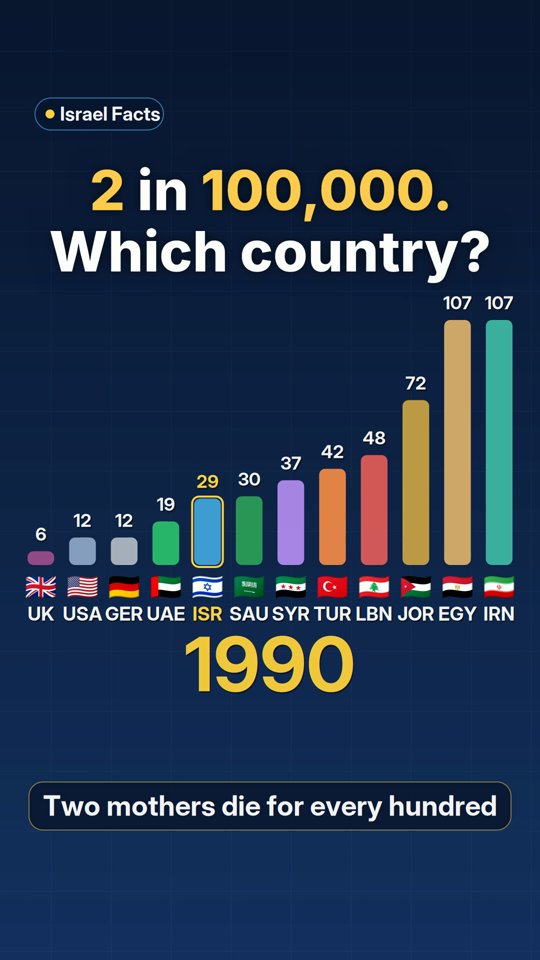 Israel Facts
2 in 100,000.
Which country?
107 107
72
48
42
37
29 30
19
12 12
6
UK USA GER UAE ISR SAU SYR TUR LBN JOR EGY IRN
1990
Two mothers die for every hundred